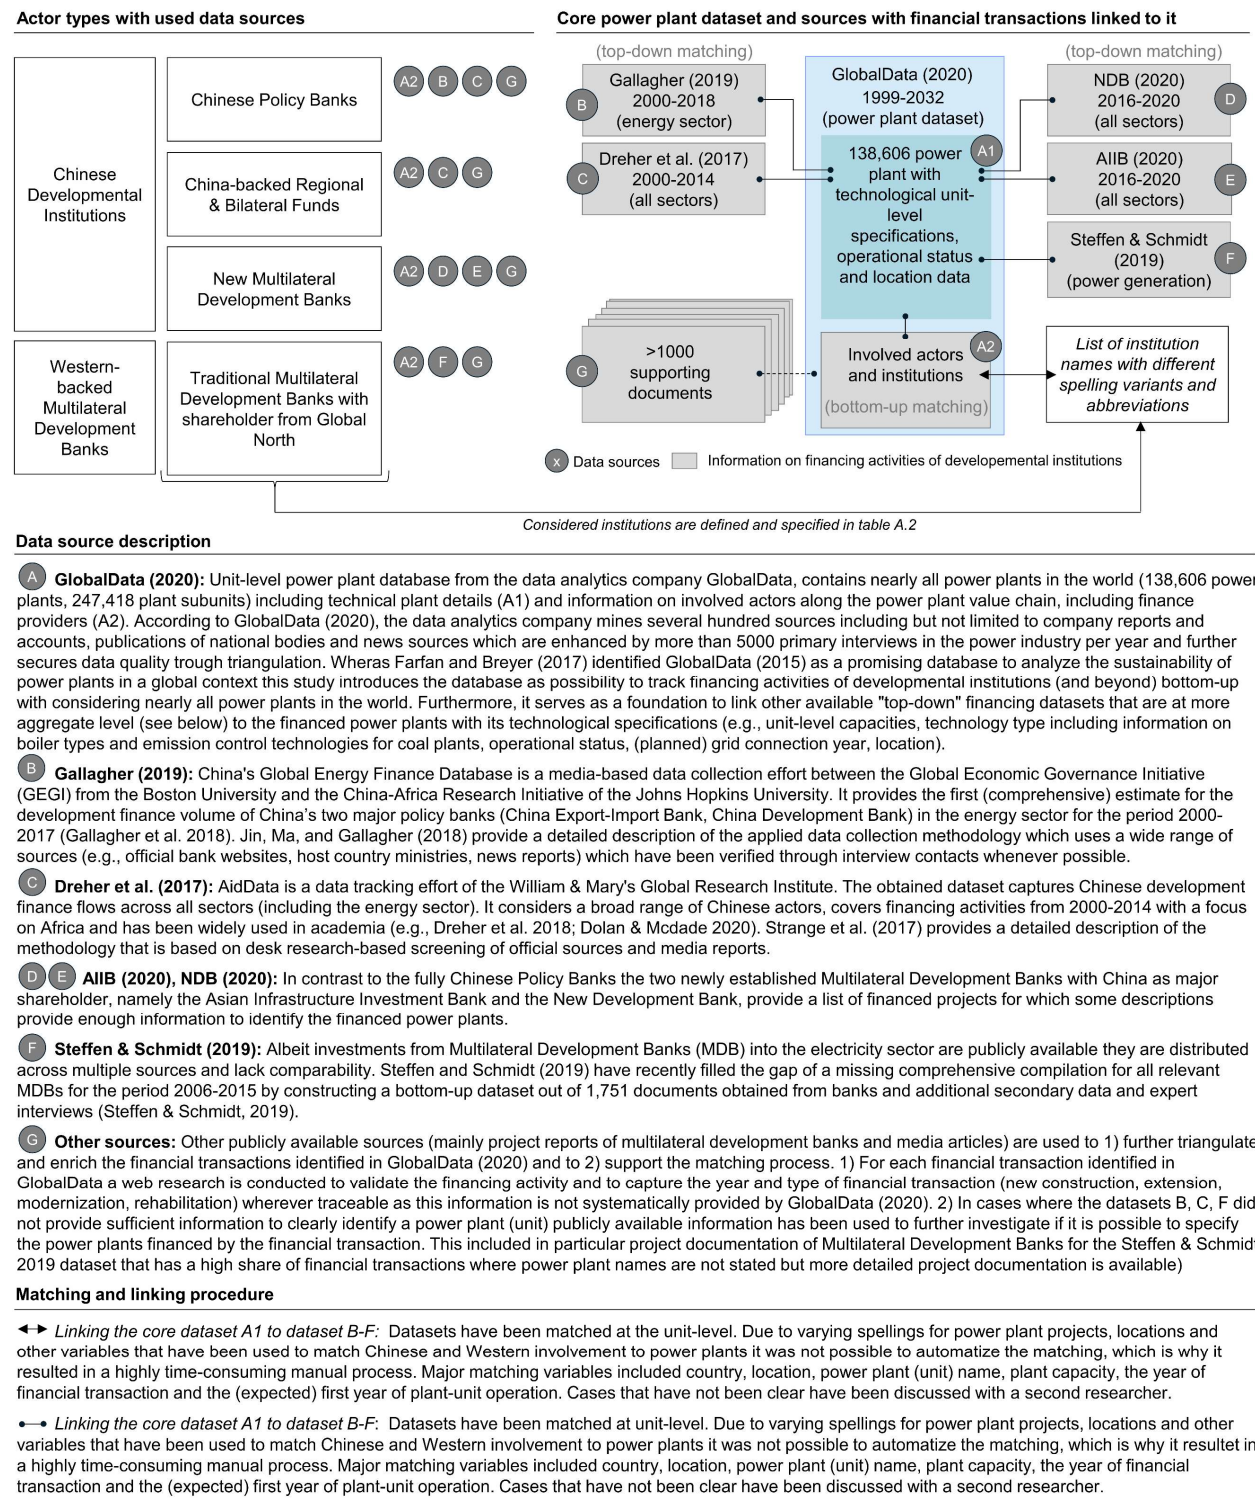 Actor types with used data sources
Core power plant dataset and sources with financial transactions linked to it
Chinese
Developmental
Institutions
Chinese Policy Banks
A2 B C G
China-backed Regional
& Bilateral Funds
A2 C G
New Multilateral
Development Banks
A2 D E G
Western-
backed
Multilateral
Development
Banks
Traditional Multilateral
Development Banks with
shareholder from Global
North
A2 F G
(top-down matching)
B
Gallagher (2019)
2000-2018
(energy sector)
C
Dreher et al. (2017)
2000-2014
(all sectors)
G
>1000
supporting
documents
GlobalData (2020)
1999-2032
(power plant dataset)
A1
138,606 power
plant with
technological unit-
level
specifications,
operational status
and location data
A2
Involved actors
and institutions
(bottom-up matching)
(top-down matching)
NDB (2020)
2016-2020
(all sectors)
D
AIIB (2020)
2016-2020
(all sectors)
E
Steffen & Schmidt
(2019)
(power generation)
F
List of institution
names with different
spelling variants and
abbreviations
x Data sources
Information on financing activities of developemental institutions
Considered institutions are defined and specified in table A.2
Data source description
A GlobalData (2020): Unit-level power plant database from the data analytics company GlobalData, contains nearly all power plants in the world (138,606 power
plants, 247,418 plant subunits) including technical plant details (A1) and information on involved actors along the power plant value chain, including finance
providers (A2). According to GlobalData (2020), the data analytics company mines several hundred sources including but not limited to company reports and
accounts, publications of national bodies and news sources which are enhanced by more than 5000 primary interviews in the power industry per year and further
secures data quality trough triangulation. Wheras Farfan and Breyer (2017) identified GlobalData (2015) as a promising database to analyze the sustainability of
power plants in a global context this study introduces the database as possibility to track financing activities of developmental institutions (and beyond) bottom-up
with considering nearly all power plants in the world. Furthermore, it serves as a foundation to link other available "top-down" financing datasets that are at more
aggregate level (see below) to the financed power plants with its technological specifications (e.g., unit-level capacities, technology type including information on
boiler types and emission control technologies for coal plants, operational status, (planned) grid connection year, location).
B Gallagher (2019): China's Global Energy Finance Database is a media-based data collection effort between the Global Economic Governance Initiative
(GEGI) from the Boston University and the China-Africa Research Initiative of the Johns Hopkins University. It provides the first (comprehensive) estimate for the
development finance volume of China's two major policy banks (China Export-Import Bank, China Development Bank) in the energy sector for the period 2000-
2017 (Gallagher et al. 2018). Jin, Ma, and Gallagher (2018) provide a detailed description of the applied data collection methodology which uses a wide range of
sources (e.g., official bank websites, host country ministries, news reports) which have been verified through interview contacts whenever possible.
C Dreher et al. (2017): AidData is a data tracking effort of the William & Mary's Global Research Institute. The obtained dataset captures Chinese development
finance flows across all sectors (including the energy sector). It considers a broad range of Chinese actors, covers financing activities from 2000-2014 with a focus
on Africa and has been widely used in academia (e.g., Dreher et al. 2018; Dolan & Mcdade 2020). Strange et al. (2017) provides a detailed description of the
methodology that is based on desk research-based screening of official sources and media reports.
D E AIIB (2020), NDB (2020): In contrast to the fully Chinese Policy Banks the two newly established Multilateral Development Banks with China as major
shareholder, namely the Asian Infrastructure Investment Bank and the New Development Bank, provide a list of financed projects for which some descriptions
provide enough information to identify the financed power plants.
F Steffen & Schmidt (2019): Albeit investments from Multilateral Development Banks (MDB) into the electricity sector are publicly available they are distributed
across multiple sources and lack comparability. Steffen and Schmidt (2019) have recently filled the gap of a missing comprehensive compilation for all relevant
MDBs for the period 2006-2015 by constructing a bottom-up dataset out of 1,751 documents obtained from banks and additional secondary data and expert
interviews (Steffen & Schmidt, 2019).
G Other sources: Other publicly available sources (mainly project reports of multilateral development banks and media articles) are used to 1) further triangulate
and enrich the financial transactions identified in GlobalData (2020) and to 2) support the matching process. 1) For each financial transaction identified in
GlobalData a web research is conducted to validate the financing activity and to capture the year and type of financial transaction (new construction, extension,
modernization, rehabilitation) wherever traceable as this information is not systematically provided by GlobalData (2020). 2) In cases where the datasets B, C, F did
not provide sufficient information to clearly identify a power plant (unit) publicly available information has been used to further investigate if it is possible to specify
the power plants financed by the financial transaction. This included in particular project documentation of Multilateral Development Banks for the Steffen & Schmidt
2019 dataset that has a high share of financial transactions where power plant names are not stated but more detailed project documentation is available)
Matching and linking procedure
Linking the core dataset A1 to dataset B-F: Datasets have been matched at the unit-level. Due to varying spellings for power plant projects, locations and
other variables that have been used to match Chinese and Western involvement to power plants it was not possible to automatize the matching, which is why it
resulted in a highly time-consuming manual process. Major matching variables included country, location, power plant (unit) name, plant capacity, the year of
financial transaction and the (expected) first year of plant-unit operation. Cases that have not been clear have been discussed with a second researcher.
Linking the core dataset A1 to dataset B-F: Datasets have been matched at unit-level. Due to varying spellings for power plant projects, locations and other
variables that have been used to match Chinese and Western involvement to power plants it was not possible to automatize the matching, which is why it resultet in
a highly time-consuming manual process. Major matching variables included country, location, power plant (unit) name, plant capacity, the year of financial
transaction and the (expected) first year of plant-unit operation. Cases that have not been clear have been discussed with a second researcher.